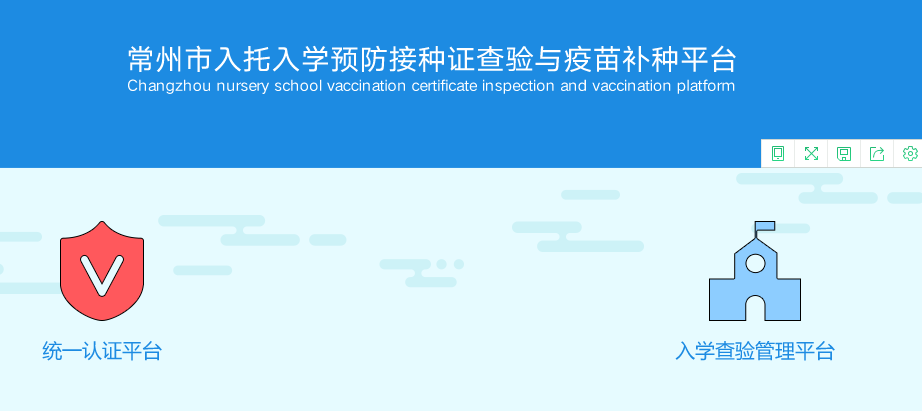 常州市入托入学预防接种证查验与疫苗补种平台
Changzhou nursery school vaccination certificate inspection and vaccination platform
统一认证平台
入学查验管理平台